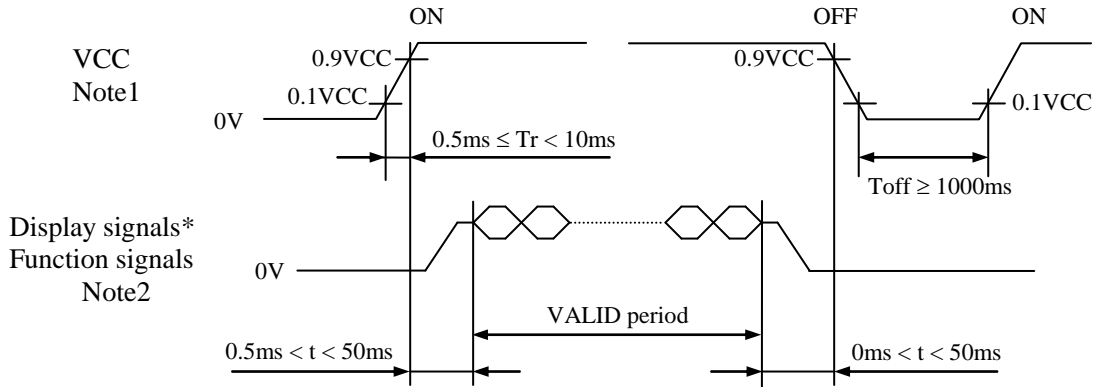 ON OFF ON
VCC
Note1
0.9VCC 0.9VCC
0.1VCC 0.1VCC
0V
0.5ms ≤ Tr < 10ms
Toff ≥ 1000ms
Display signals*
Function signals
Note2
0V
VALID period
0.5ms < t < 50ms 0ms < t < 50ms